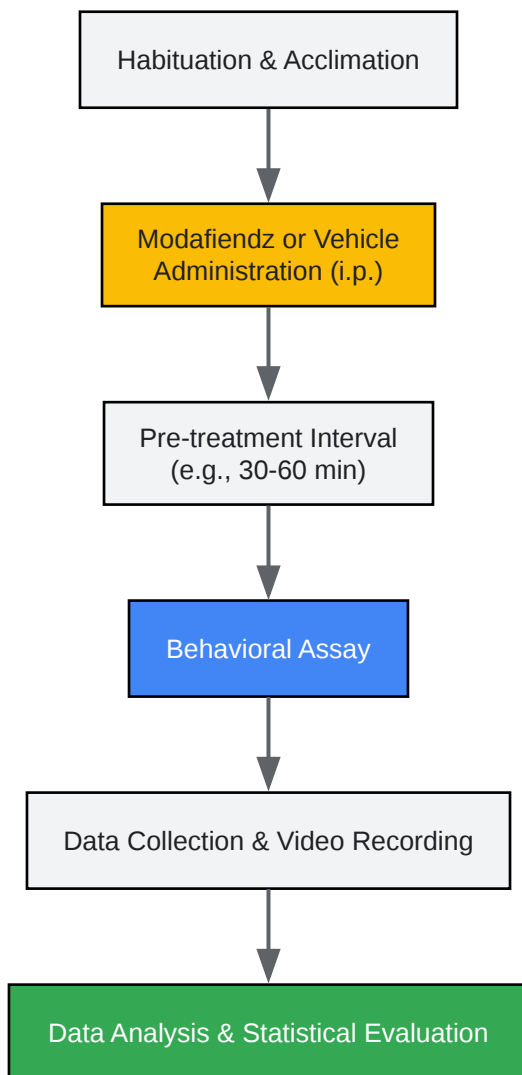 Habituation & Acclimation
Modafiendz or Vehicle
Administration (i.p.)
Pre-treatment Interval
(e.g., 30-60 min)
Behavioral Assay
Data Collection & Video Recording
Data Analysis & Statistical Evaluation